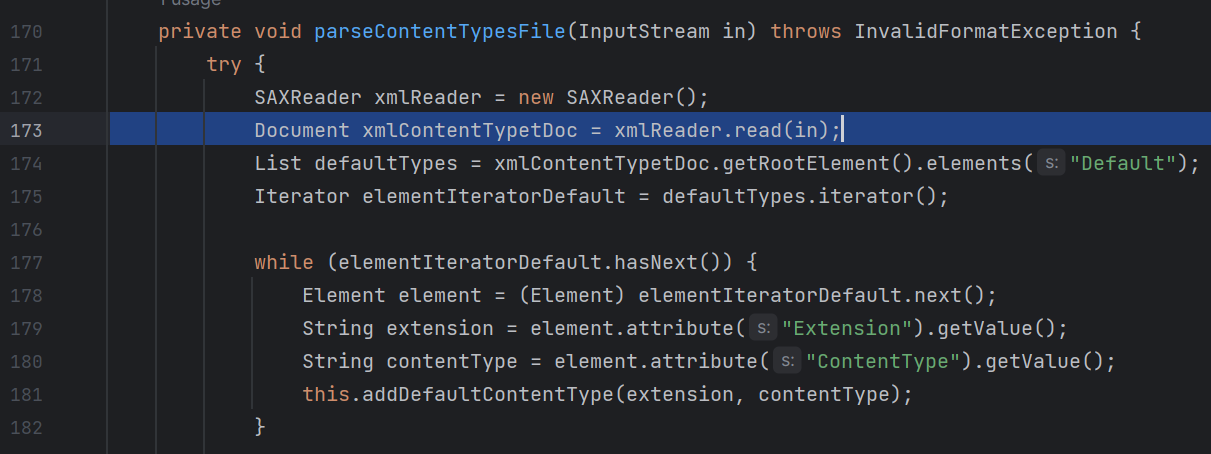 1 usage
170 private void parseContentTypesFile(InputStream in) throws InvalidFormatException {
171 try {
172 SAXReader xmlReader = new SAXReader();
173 Document xmlContentTypetDoc = xmlReader.read(in);
174 List defaultTypes = xmlContentTypetDoc.getRootElement().elements( s: "Default");
175 Iterator elementIteratorDefault = defaultTypes.iterator();
176
177 while (elementIteratorDefault.hasNext()) {
178 Element element = (Element) elementIteratorDefault.next();
179 String extension = element.attribute( s: "Extension").getValue();
180 String contentType = element.attribute( s: "ContentType").getValue();
181 this.addDefaultContentType(extension, contentType);
182 }